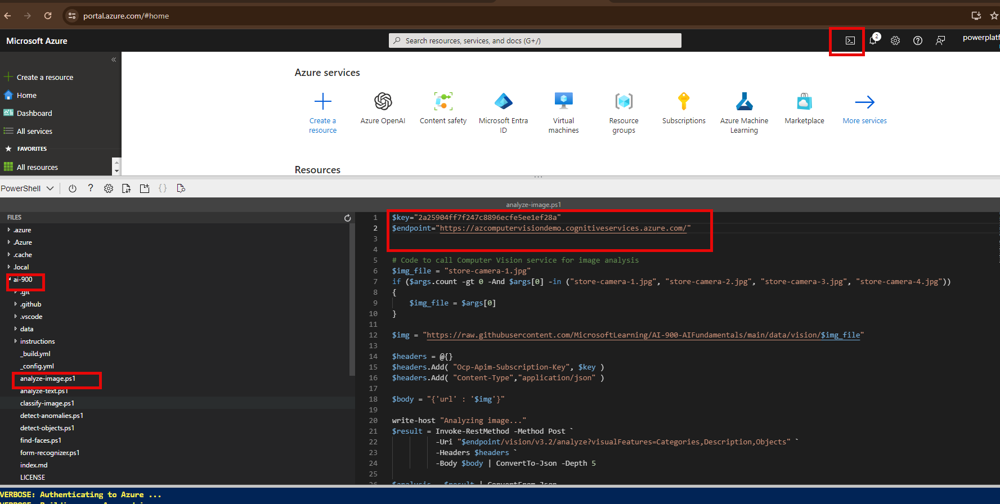 portal.azure.com/#home
Microsoft Azure
Search resources, services, and docs (G+/)
2
powerplatf
«
Create a resource
Home
Dashboard
All services
FAVORITES
All resources
Azure services
Create a resource
Azure OpenAI
Content safety
Microsoft Entra ID
Virtual machines
Resource groups
Subscriptions
Azure Machine Learning
Marketplace
More services
Resources
PowerShell
analyze-image.ps1
FILES
.azure
.Azure
.cache
.local
ai-900
.git
.github
.vscode
data
instructions
_build.yml
_config.yml
analyze-image.ps1
analyze-text.ps1
classify-image.ps1
detect-anomalies.ps1
detect-objects.ps1
find-faces.ps1
form-recognizer.ps1
index.md
LICENSE
1 $key="2a25904ff7f247c8896ecfe5ee1ef28a"
2 $endpoint="https://azcomputervisiondemo.cognitiveservices.azure.com/"
3
4
5 # Code to call Computer Vision service for image analysis
6 $img_file = "store-camera-1.jpg"
7 if ($args.count -gt 0 -And $args[0] -in ("store-camera-1.jpg", "store-camera-2.jpg", "store-camera-3.jpg", "store-camera-4.jpg"))
8 {
9 $img_file = $args[0]
10 }
11
12 $img = "https://raw.githubusercontent.com/MicrosoftLearning/AI-900-AIFundamentals/main/data/vision/$img_file"
13
14 $headers = @{}
15 $headers.Add( "Ocp-Apim-Subscription-Key", $key )
16 $headers.Add( "Content-Type","application/json" )
17
18 $body = "{'url' : '$img'}"
19
20 write-host "Analyzing image..."
21 $result = Invoke-RestMethod -Method Post `
22 -Uri "$endpoint/vision/v3.2/analyze?visualFeatures=Categories,Description,Objects" `
23 -Headers $headers `
24 -Body $body | ConvertTo-Json -Depth 5
25
26 $analysis = $result | ConvertFrom-Json
VERBOSE: Authenticating to Azure ...
VERBOSE: